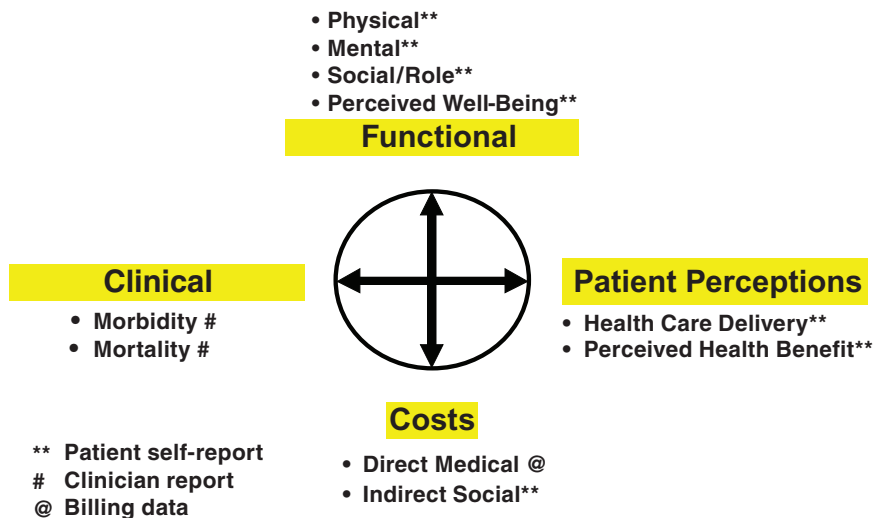 • Physical**
• Mental**
• Social/Role**
• Perceived Well-Being**
Functional
Clinical
• Morbidity #
• Mortality #
Patient Perceptions
• Health Care Delivery**
• Perceived Health Benefit**
Costs
• Direct Medical @
• Indirect Social**
** Patient self-report
# Clinician report
@ Billing data